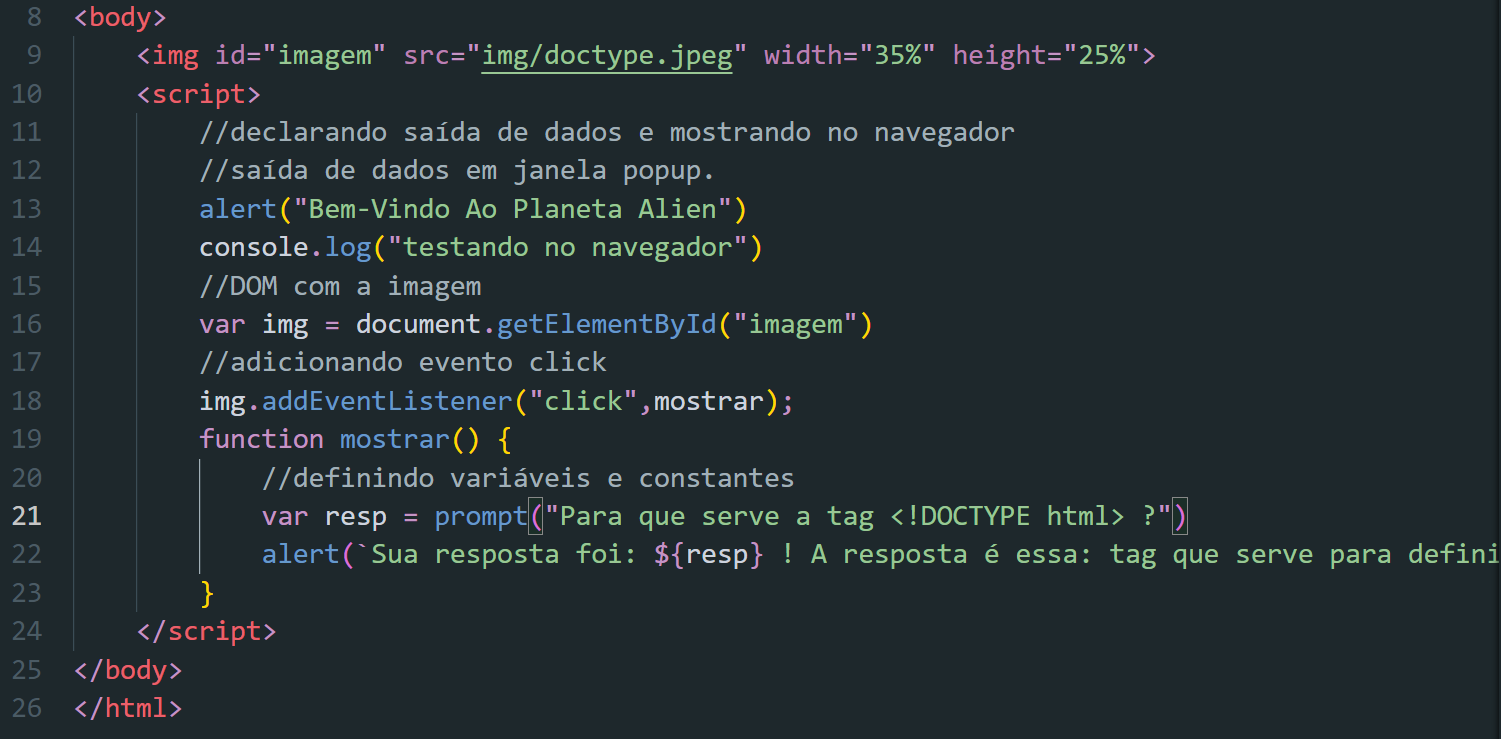 8 <body>
9 <img id="imagem" src="img/doctype.jpeg" width="35%" height="25%">
10 <script>
11 //declarando saída de dados e mostrando no navegador
12 //saída de dados em janela popup.
13 alert("Bem-Vindo Ao Planeta Alien")
14 console.log("testando no navegador")
15 //DOM com a imagem
16 var img = document.getElementById("imagem")
17 //adicionando evento click
18 img.addEventListener("click",mostrar);
19 function mostrar() {
20 //definindo variáveis e constantes
21 var resp = prompt("Para que serve a tag <!DOCTYPE html> ?")
22 alert(`Sua resposta foi: ${resp} ! A resposta é essa: tag que serve para defini
23 }
24 </script>
25 </body>
26 </html>